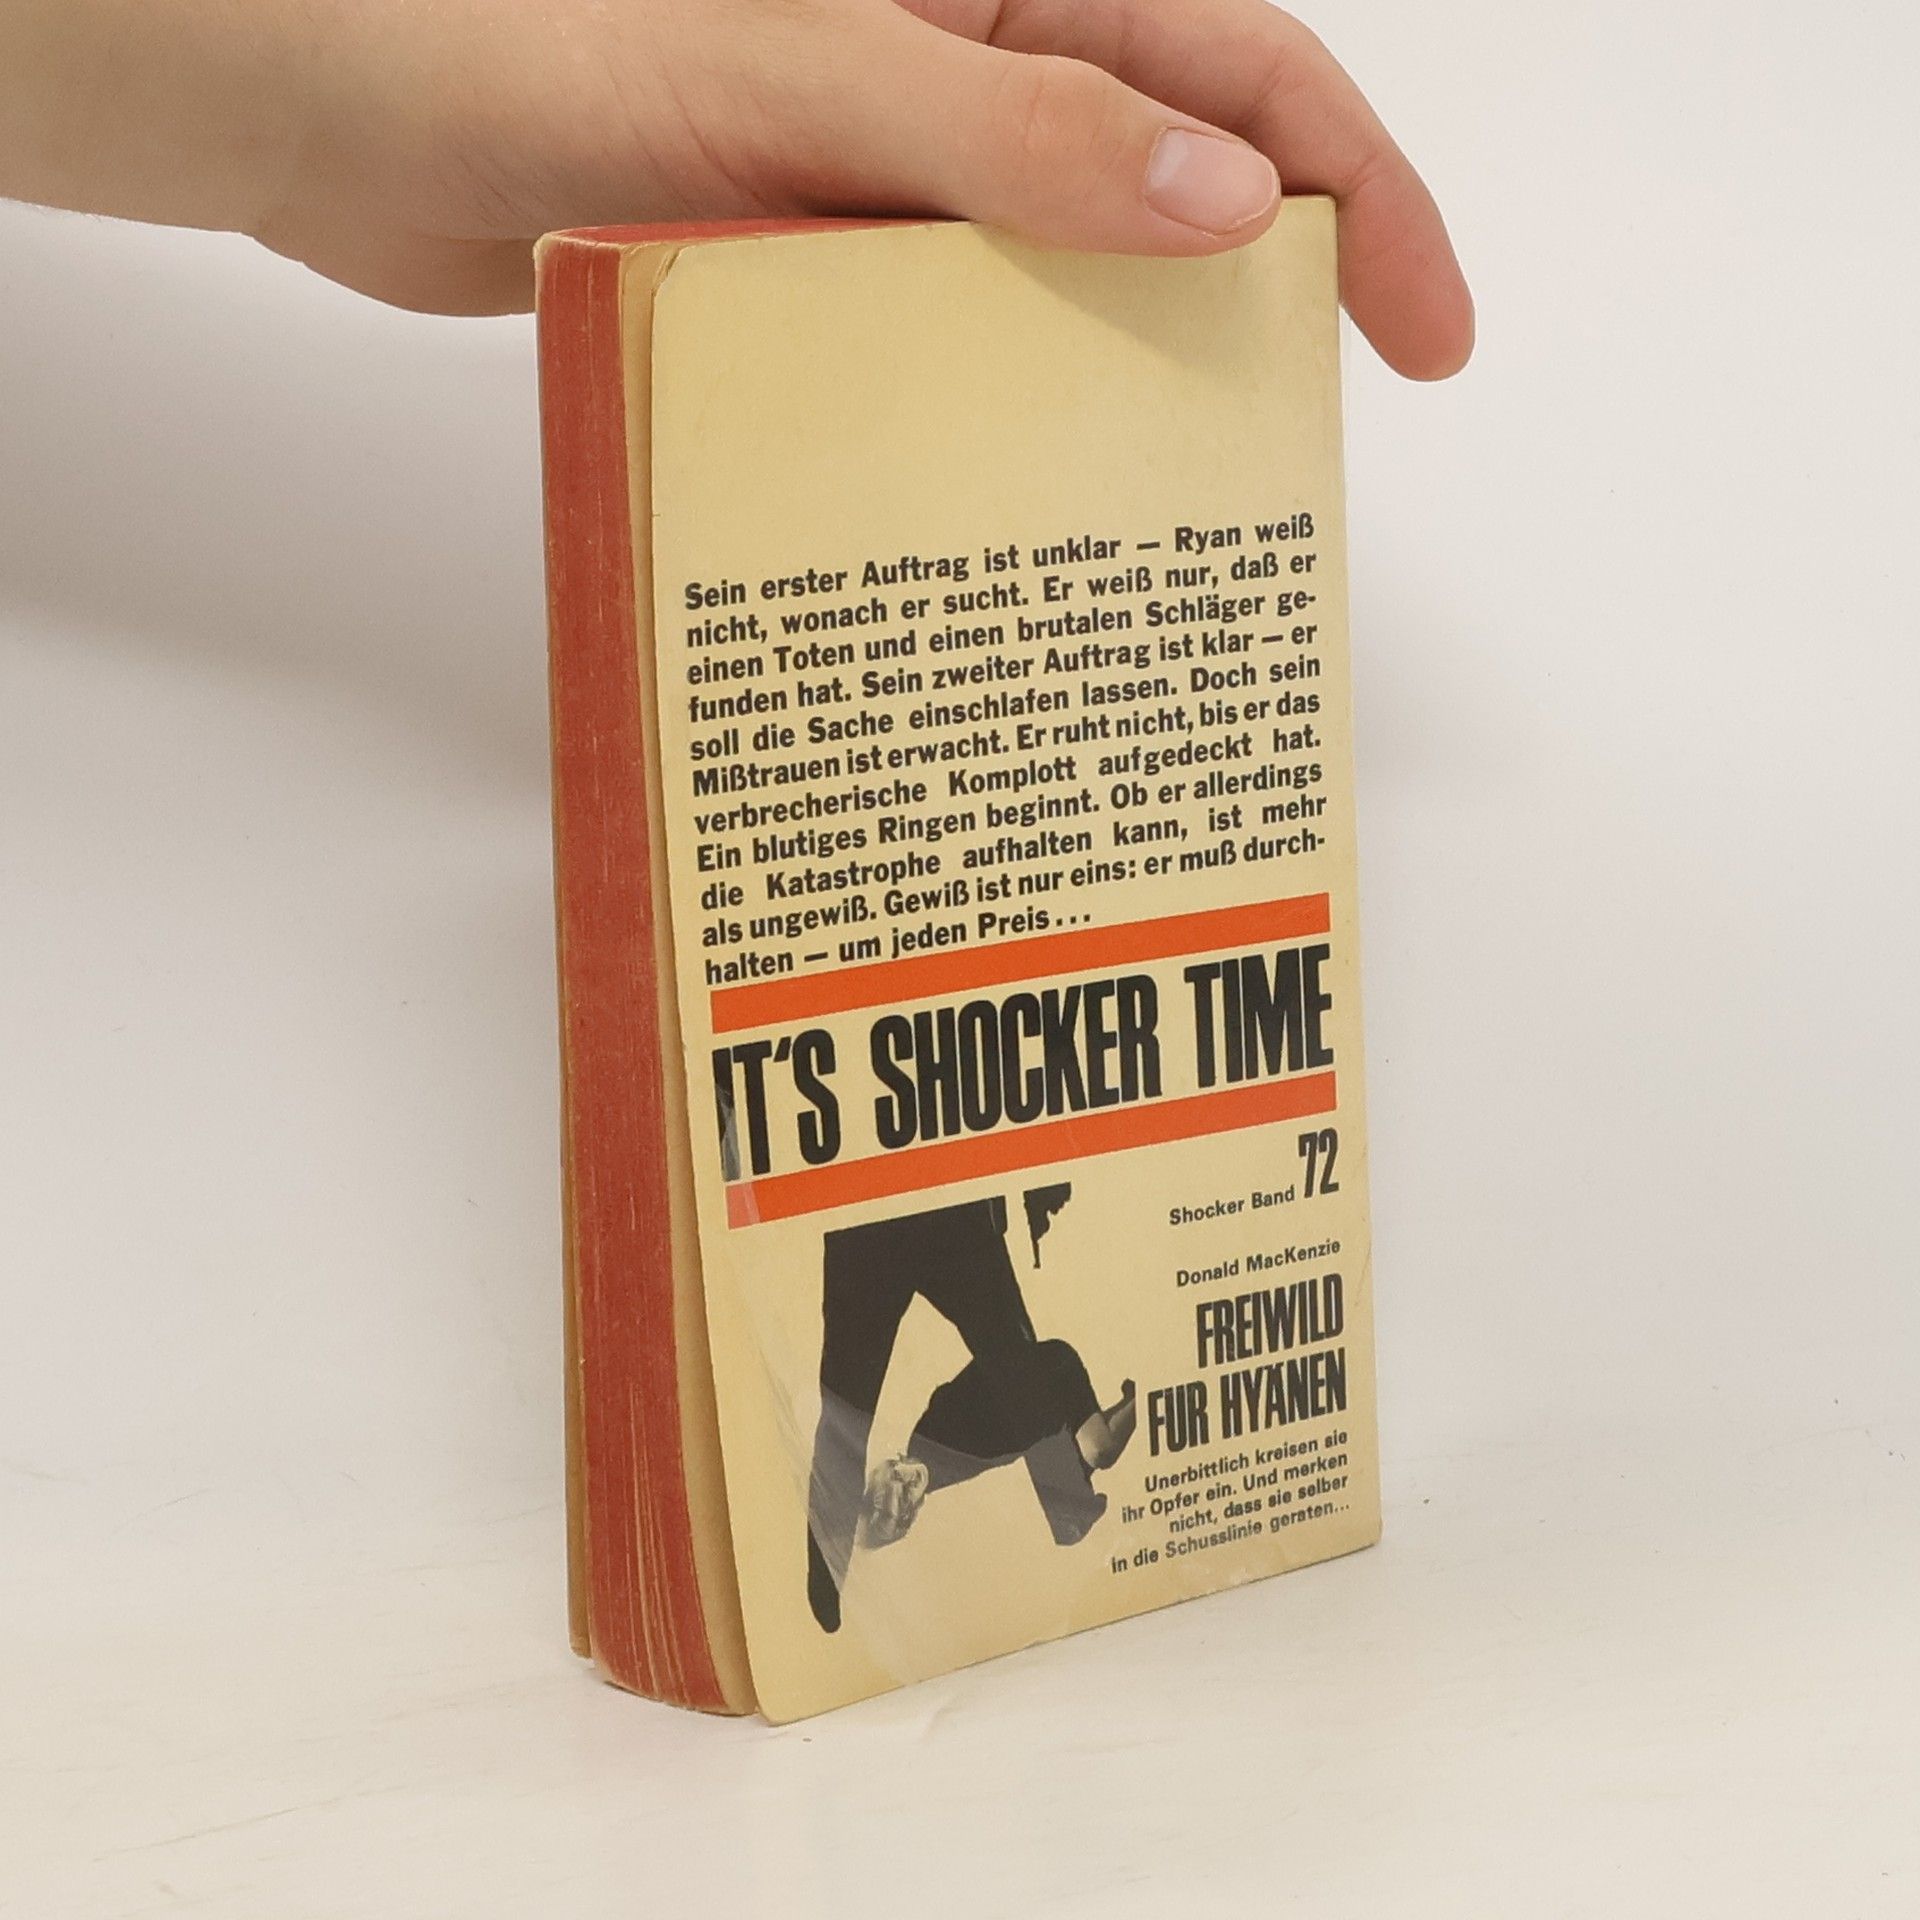 Sein erster Auftrag ist unklar — Ryan weiß
nicht, wonach er sucht. Er weiß nur, daß er
einen Toten und einen brutalen Schläger ge-
funden hat. Sein zweiter Auftrag ist klar — er
soll die Sache einschlafen lassen. Doch sein
Mißtrauen ist erwacht. Er ruht nicht, bis er das
verbrecherische Komplott aufgedeckt hat.
Ein blutiges Ringen beginnt. Ob er allerdings
die Katastrophe aufhalten kann, ist mehr
als ungewiß. Gewiß ist nur eins: er muß durch-
halten — um jeden Preis...
IT'S SHOCKER TIME
Shocker Band 72
Donald MacKenzie
FREIWILD
FÜR HYÄNEN
Unerbittlich kreisen sie
ihr Opfer ein. Und merken
nicht, dass sie selber
in die Schusslinie geraten...